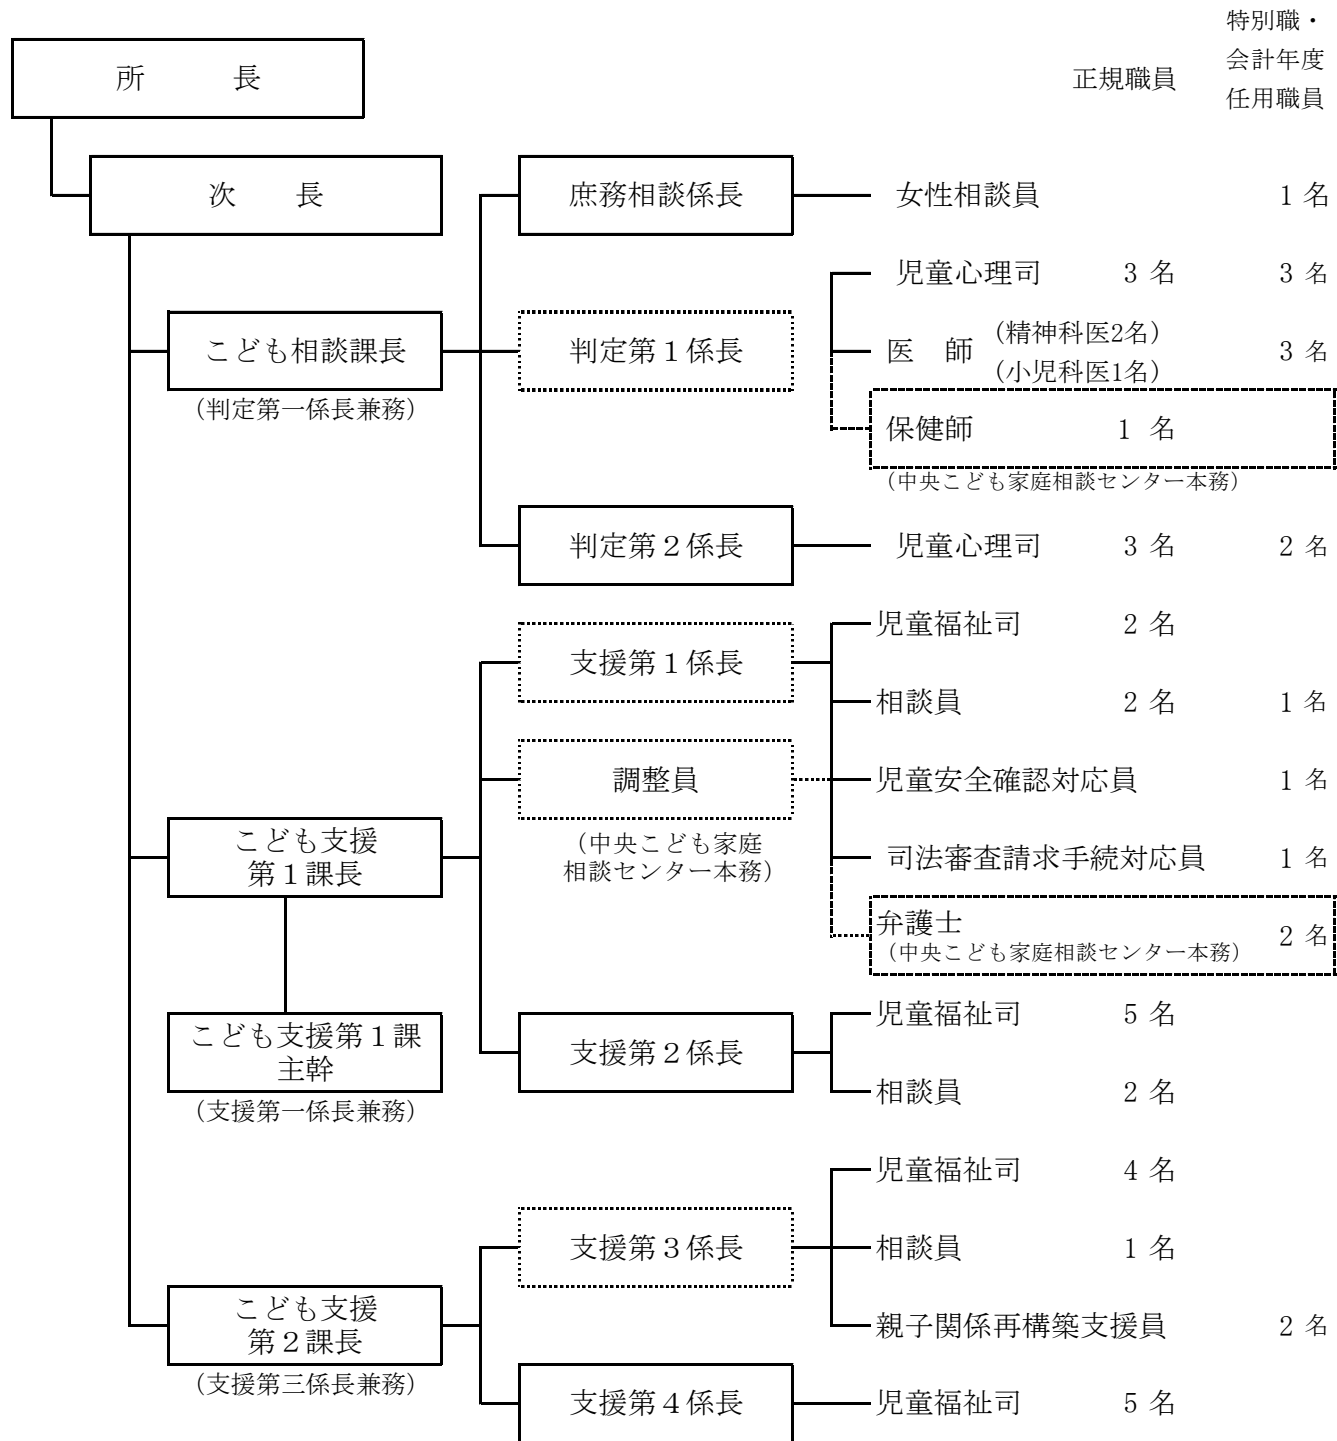 特別職・
会計年度
任用職員
正規職員
所　　長
次　　長
庶務相談係長　女性相談員　1 名
児童心理司　3 名　3 名
こども相談課長
(判定第一係長兼務)
判定第１係長
医　師　(精神科医2名)
(小児科医1名)　3 名
保健師　1 名
(中央こども家庭相談センター本務)
判定第２係長　児童心理司　3 名　2 名
児童福祉司　2 名
支援第１係長
相談員　2 名　1 名
調整員
(中央こども家庭
相談センター本務)
児童安全確認対応員　1 名
こども支援
第１課長
司法審査請求手続対応員　1 名
弁護士
(中央こども家庭相談センター本務)　2 名
こども支援第１課
主幹
(支援第一係長兼務)
児童福祉司　5 名
支援第２係長
相談員　2 名
児童福祉司　4 名
支援第３係長　相談員　1 名
こども支援
第２課長
(支援第三係長兼務)
親子関係再構築支援員　2 名
支援第４係長　児童福祉司　5 名